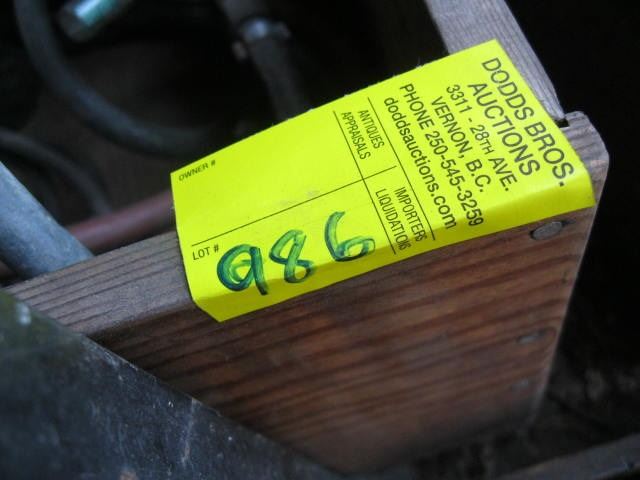 DODDS BROS.
AUCTIONS
3311 - 28TH AVE.
VERNON, B.C.
PHONE 250-545-3259
doddsauctions.com
ANTIQUES
APPRAISALS
IMPORTERS
LIQUIDATIONS
OWNER #
LOT #
986